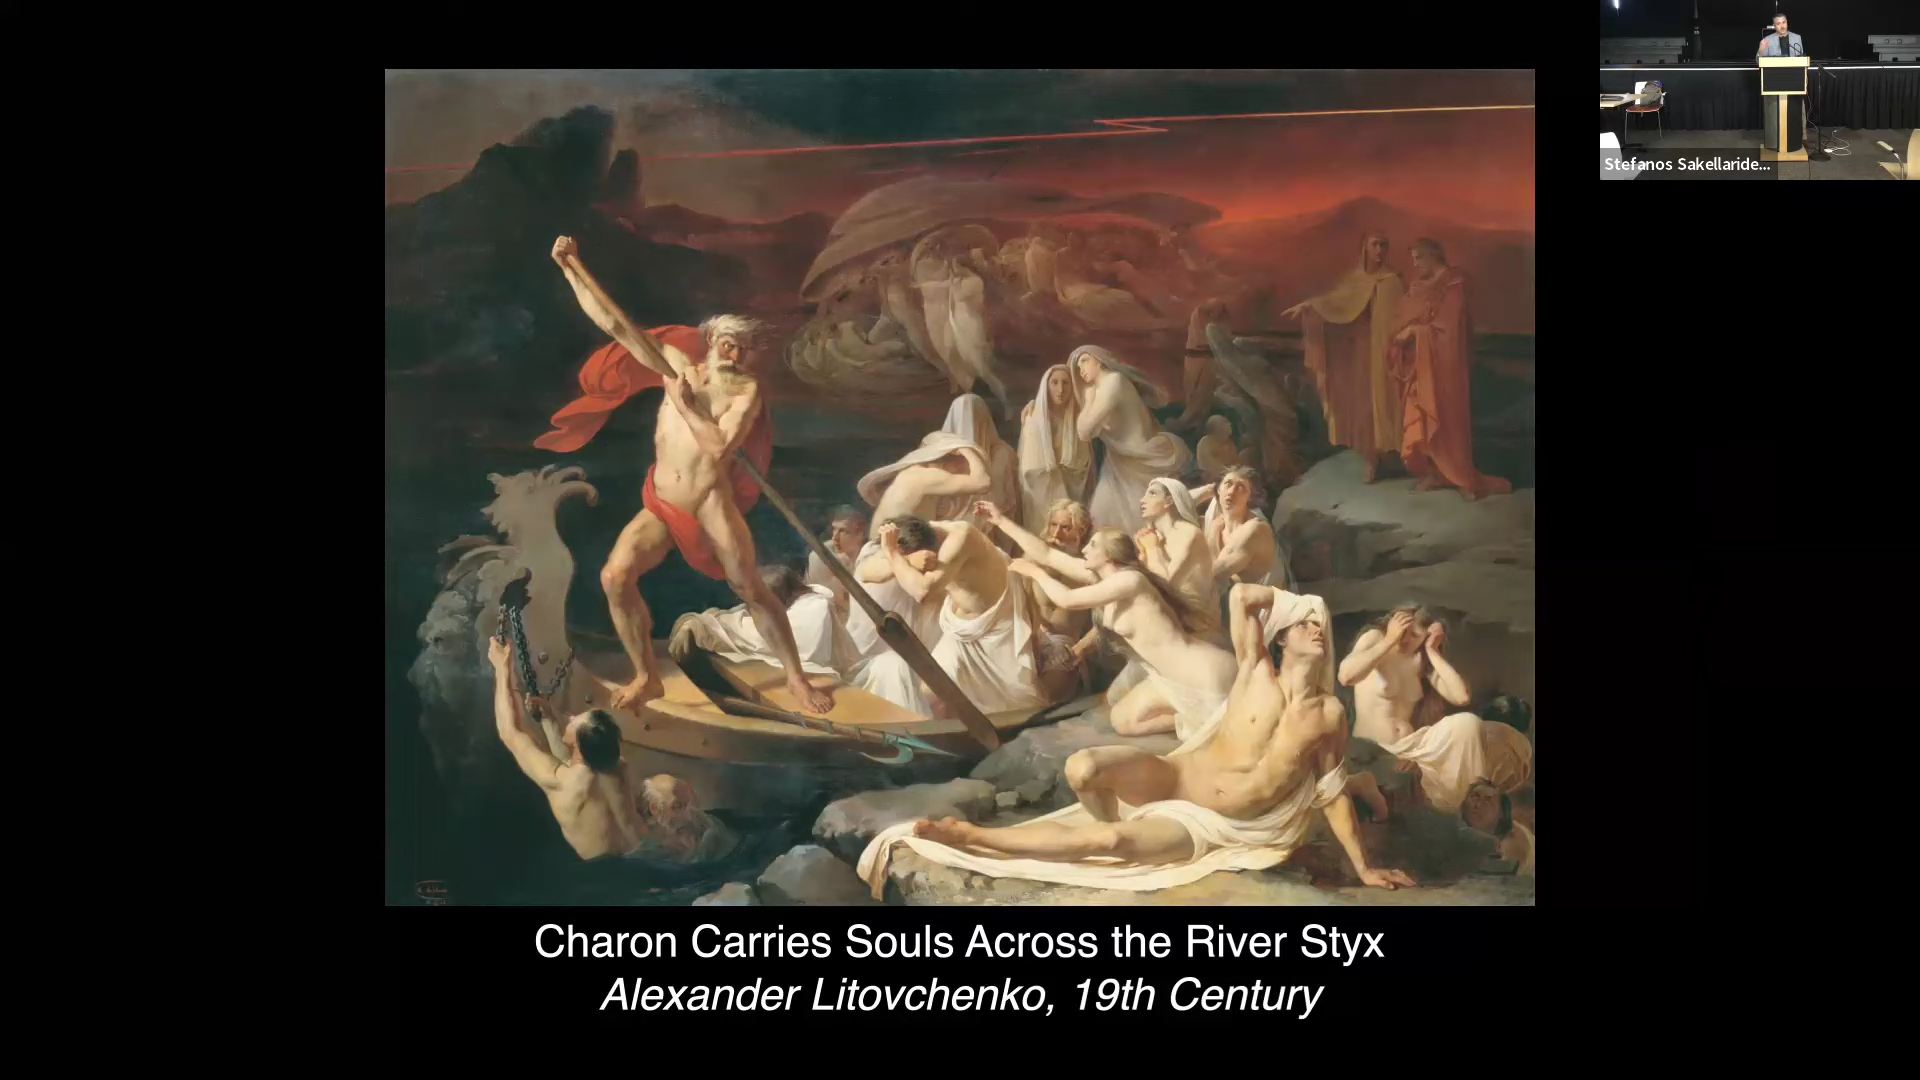 Stefanos Sakellaride...
Charon Carries Souls Across the River Styx
Alexander Litovchenko, 19th Century